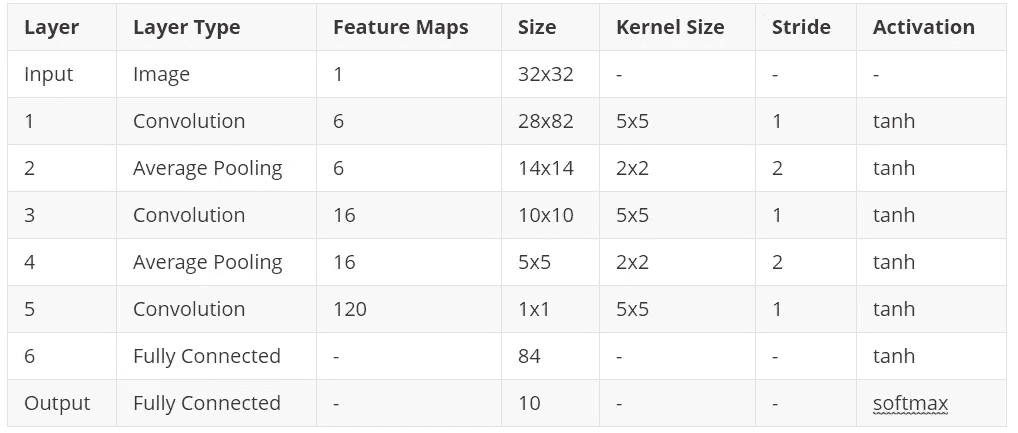 Layer Layer Type Feature Maps Size Kernel Size Stride Activation
Input Image 1 32x32 - - -
1 Convolution 6 28x82 5x5 1 tanh
2 Average Pooling 6 14x14 2x2 2 tanh
3 Convolution 16 10x10 5x5 1 tanh
4 Average Pooling 16 5x5 2x2 2 tanh
5 Convolution 120 1x1 5x5 1 tanh
6 Fully Connected - 84 - - tanh
Output Fully Connected - 10 - - softmax